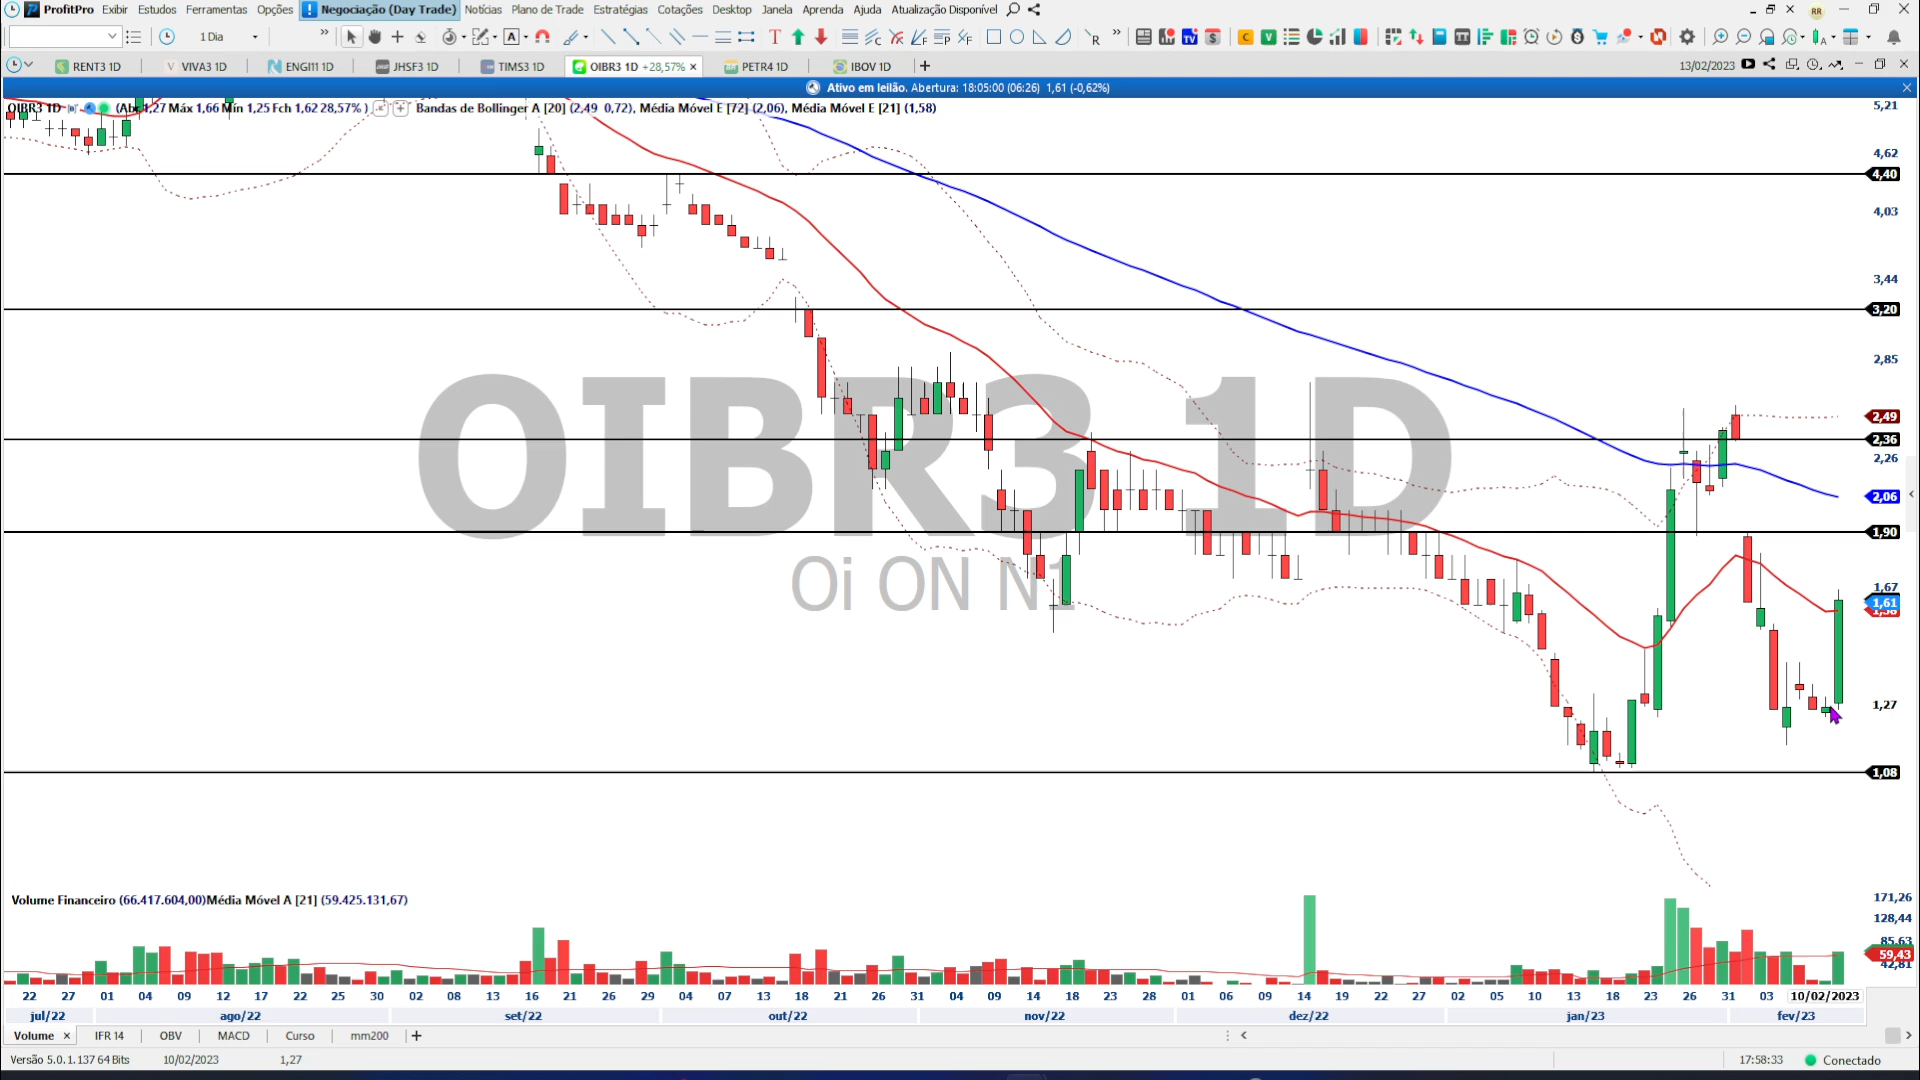 ProfitPro Exibir Estudos Ferramentas Opções Negociação (Day Trade) Notícias Plano de Trade Estratégias Cotações Desktop Janela Aprenda Ajuda Atualização Disponível RR
1 Dia
RENT3 1D VIVA3 1D ENGI11 1D JHSF3 1D TIMS3 1D OIBR3 1D +28,57% PETR4 1D IBOV 1D 13/02/2023
Ativo em leilão. Abertura: 18:05:00 (06:26) 1,61 (-0,62%)
OIBR3 1D (Abr 1,27 Máx 1,66 Mín 1,25 Fch 1,62 28,57% ) Bandas de Bollinger A [20] (2,49 0,72), Média Móvel E [72] (2,06), Média Móvel E [21] (1,58)
5,21
4,62
4,40
4,03
3,44
3,20
2,85
2,49
2,36
2,26
2,06
1,90
1,67
1,61
1,27
1,08
OIBR3 1D
Oi ON N1
Volume Financeiro (66.417.604,00)Média Móvel A [21] (59.425.131,67)
171,26
128,44
85,63
59,43
42,81
22 27 01 04 09 12 17 22 25 30 02 08 13 16 21 26 29 04 07 13 18 21 26 31 04 09 14 18 23 28 01 06 09 14 19 22 27 02 05 10 13 18 23 26 31 03 10/02/2023
jul/22 ago/22 set/22 out/22 nov/22 dez/22 jan/23 fev/23
Volume IFR 14 OBV MACD Curso mm200
Versão 5.0.1.137 64 Bits 10/02/2023 1,27 17:58:33 Conectado